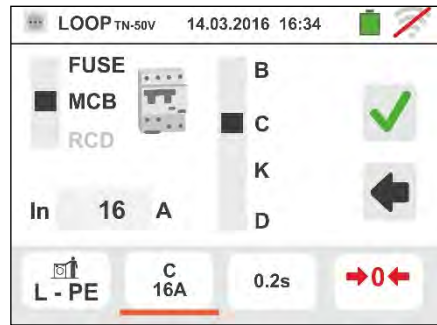 LOOP TN-50V 14.03.2016 16:34
FUSE
MCB
RCD
B
C
K
D
In 16 A
L - PE
C
16A
0.2s
0